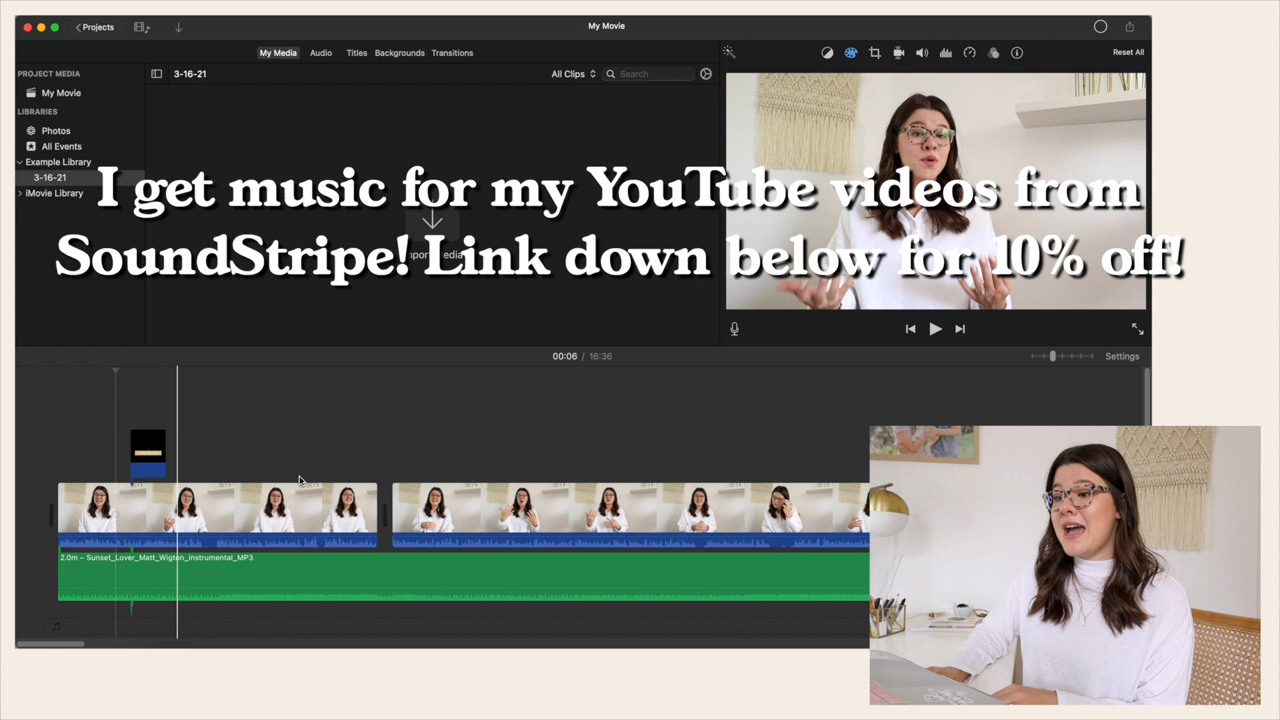 Projects
My Movie
My Media
Audio
Titles
Backgrounds
Transitions
Reset All
PROJECT MEDIA
My Movie
LIBRARIES
Photos
All Events
Example Library
3-16-21
iMovie Library
3-16-21
All Clips
Search
I get music for my YouTube videos from
SoundStripe! Link down below for 10% off!
00:06 / 16:36
Settings
2.0m – Sunset_Lover_Matt_Wigton_instrumental_MP3